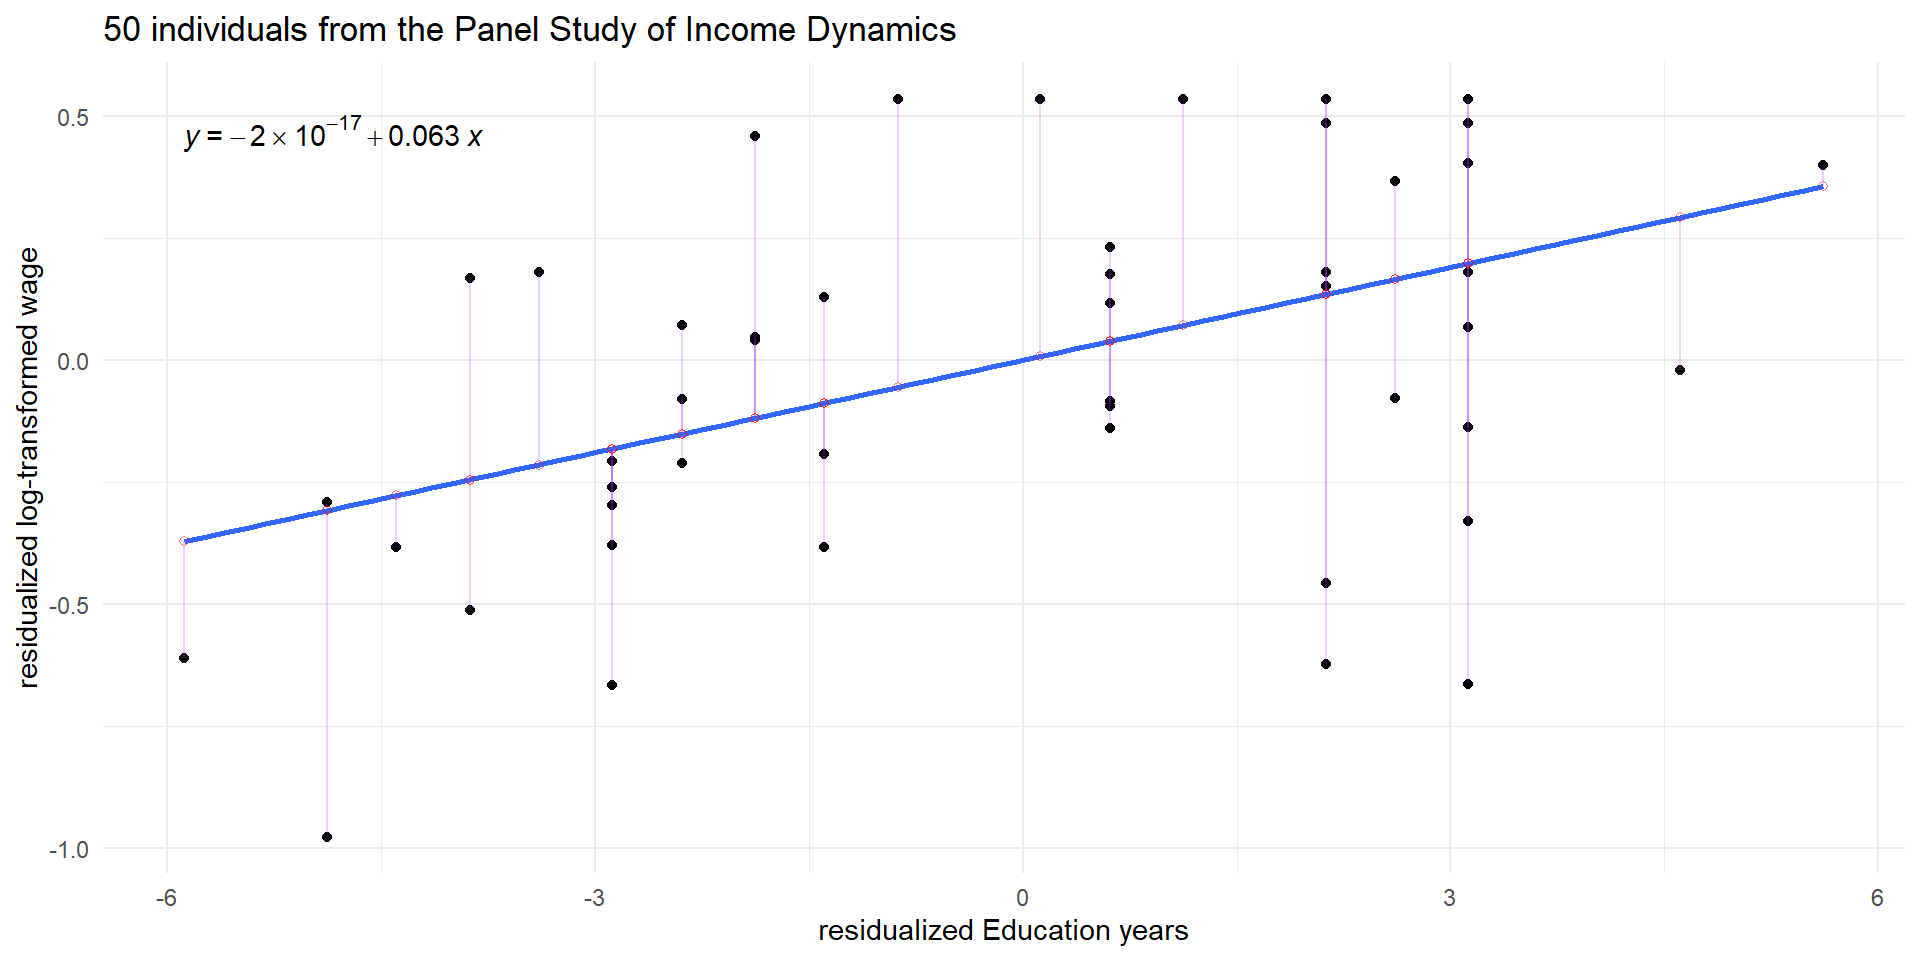 50 individuals from the Panel Study of Income Dynamics
y = −2 × 10⁻¹⁷ + 0.063 x
0.5
0.0
-0.5
-1.0
residualized log-transformed wage
-6
-3
0
3
6
residualized Education years